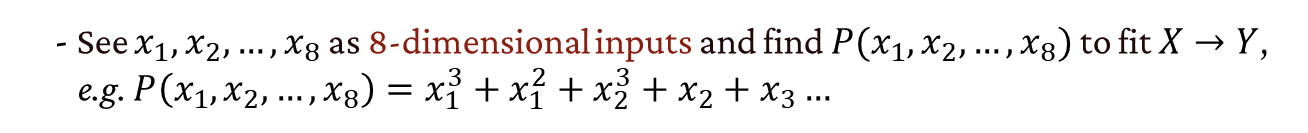 - See x₁, x₂, ..., x₈ as 8-dimensional inputs and find P(x₁, x₂, ..., x₈) to fit X → Y,
e.g. P(x₁, x₂, ..., x₈) = x₁³ + x₁² + x₂³ + x₂ + x₃ ...